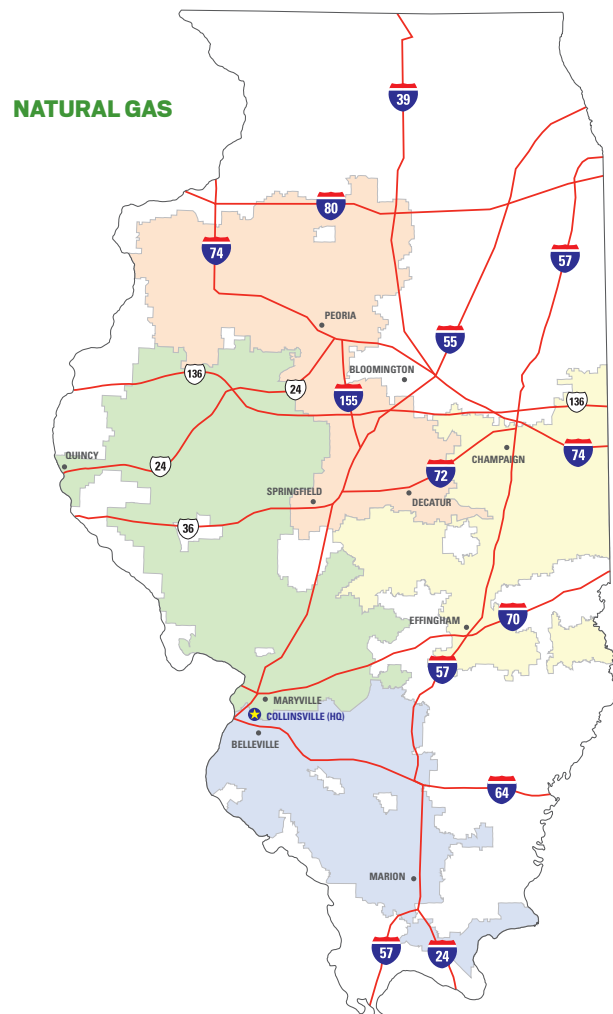 39
NATURAL GAS
80
74
57
PEORIA
55
BLOOMINGTON
136
24
155
136
QUINCY
24
CHAMPAIGN
74
72
SPRINGFIELD
DECATUR
36
EFFINGHAM
70
57
MARYVILLE
COLLINSVILLE (HQ)
BELLEVILLE
64
MARION
57
24